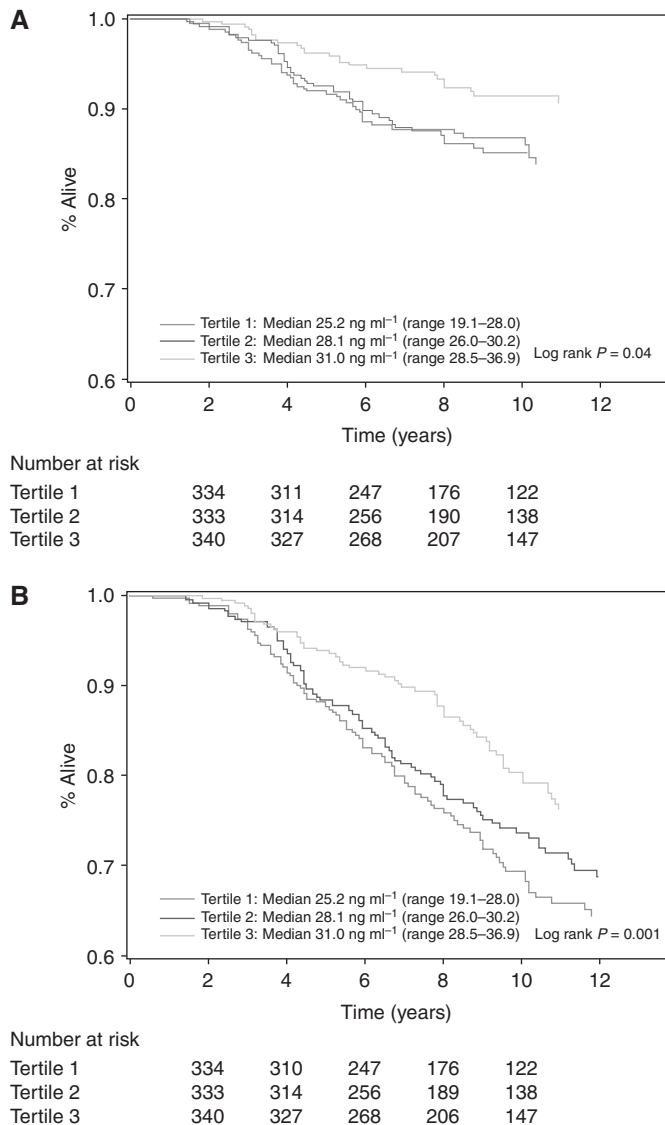 A
1.0
0.9
0.8
0.7
0.6
% Alive
Tertile 1: Median 25.2 ng ml⁻¹ (range 19.1–28.0)
Tertile 2: Median 28.1 ng ml⁻¹ (range 26.0–30.2)
Tertile 3: Median 31.0 ng ml⁻¹ (range 28.5–36.9)
Log rank P = 0.04
0 2 4 6 8 10 12
Time (years)
Number at risk
Tertile 1 334 311 247 176 122
Tertile 2 333 314 256 190 138
Tertile 3 340 327 268 207 147
B
1.0
0.9
0.8
0.7
0.6
% Alive
Tertile 1: Median 25.2 ng ml⁻¹ (range 19.1–28.0)
Tertile 2: Median 28.1 ng ml⁻¹ (range 26.0–30.2)
Tertile 3: Median 31.0 ng ml⁻¹ (range 28.5–36.9)
Log rank P = 0.001
0 2 4 6 8 10 12
Time (years)
Number at risk
Tertile 1 334 310 247 176 122
Tertile 2 333 314 256 189 138
Tertile 3 340 327 268 206 147